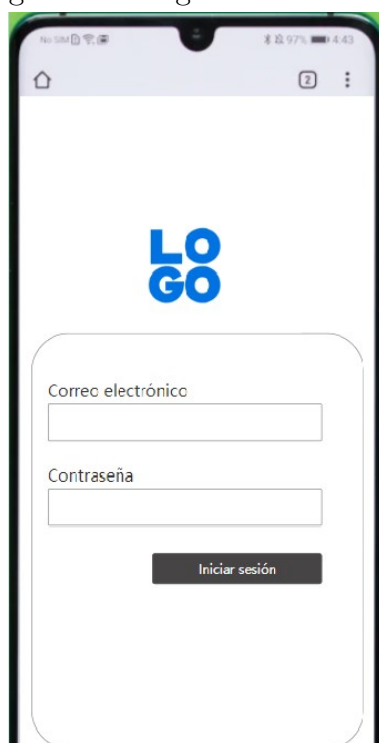 No SIM 97% 4:43
2
LO
GO
Correo electrónico
Contraseña
Iniciar sesión